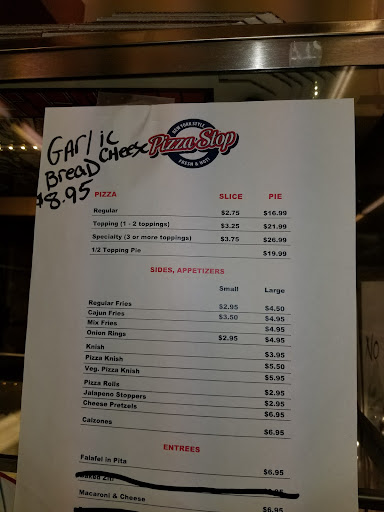 GARlic
BReaD CHeese
$8.95
NEW YORK STYLE
Pizza Stop
FRESH & HOT!
PIZZA SLICE PIE
Regular $2.75 $16.99
Topping (1 - 2 toppings) $3.25 $21.99
Specialty (3 or more toppings) $3.75 $26.99
1/2 Topping Pie $19.99
SIDES, APPETIZERS
Small Large
Regular Fries $2.95 $4.50
Cajun Fries $3.50 $4.95
Mix Fries $4.95
Onion Rings $2.95 $4.95
Knish $3.95
Pizza Knish $5.50
Veg. Pizza Knish $5.95
Pizza Rolls $2.95
Jalapeno Stoppers $2.95
Cheese Pretzels $6.95
Calzones $6.95
ENTREES
Falafel in Pita $6.95
Baked Ziti
Macaroni & Cheese $6.95
NO